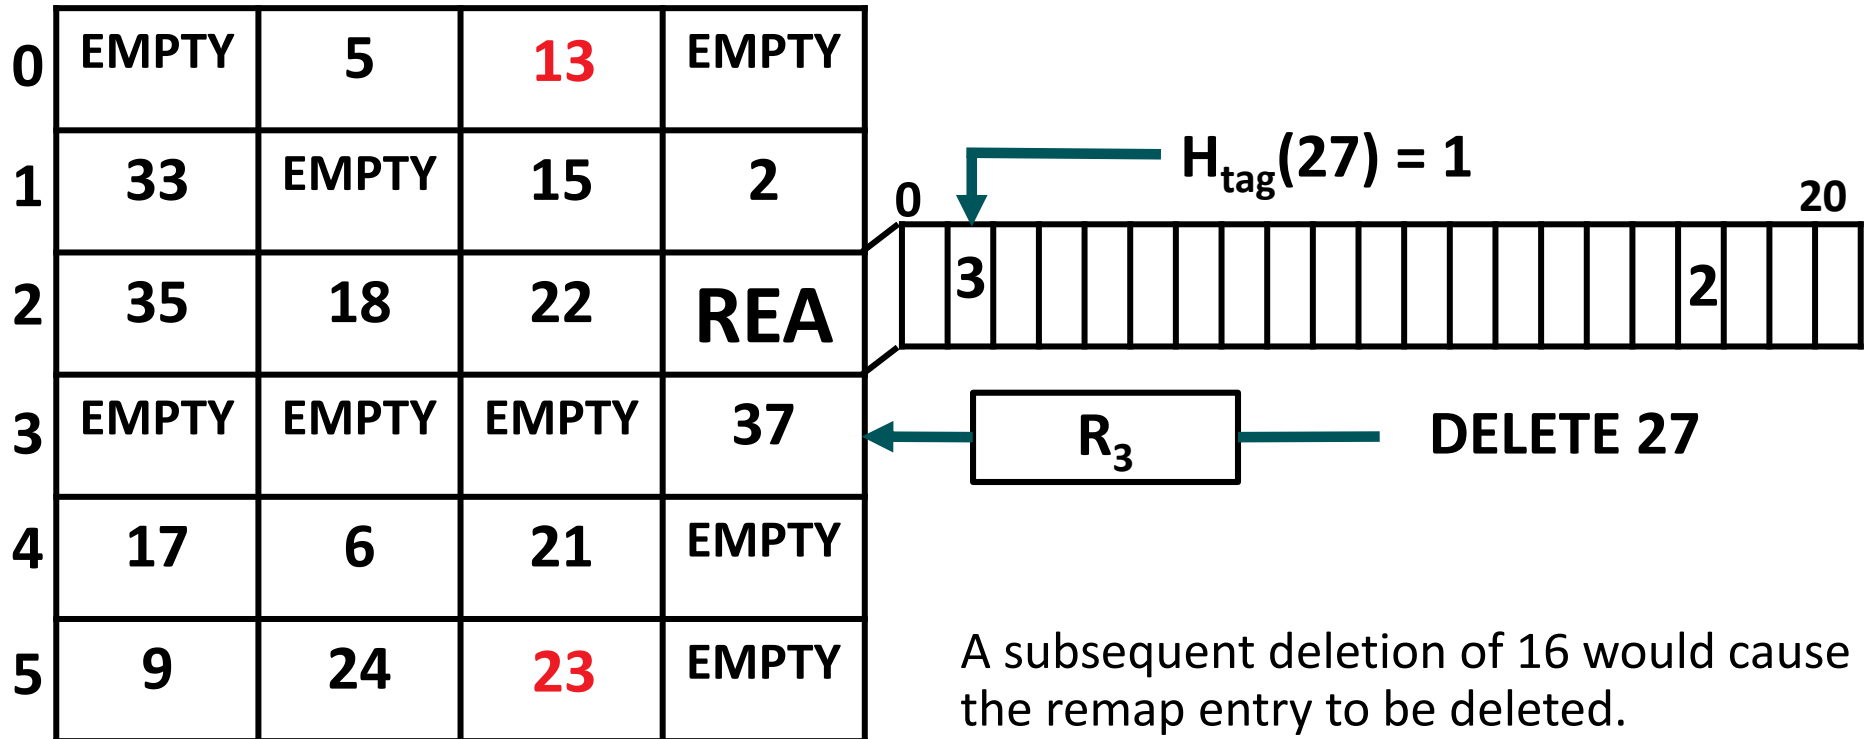 0 EMPTY 5 13 EMPTY
1 33 EMPTY 15 2
2 35 18 22 REA
3 EMPTY EMPTY EMPTY 37
4 17 6 21 EMPTY
5 9 24 23 EMPTY
Htag(27) = 1
0 20
3 2
R3 DELETE 27
A subsequent deletion of 16 would cause
the remap entry to be deleted.